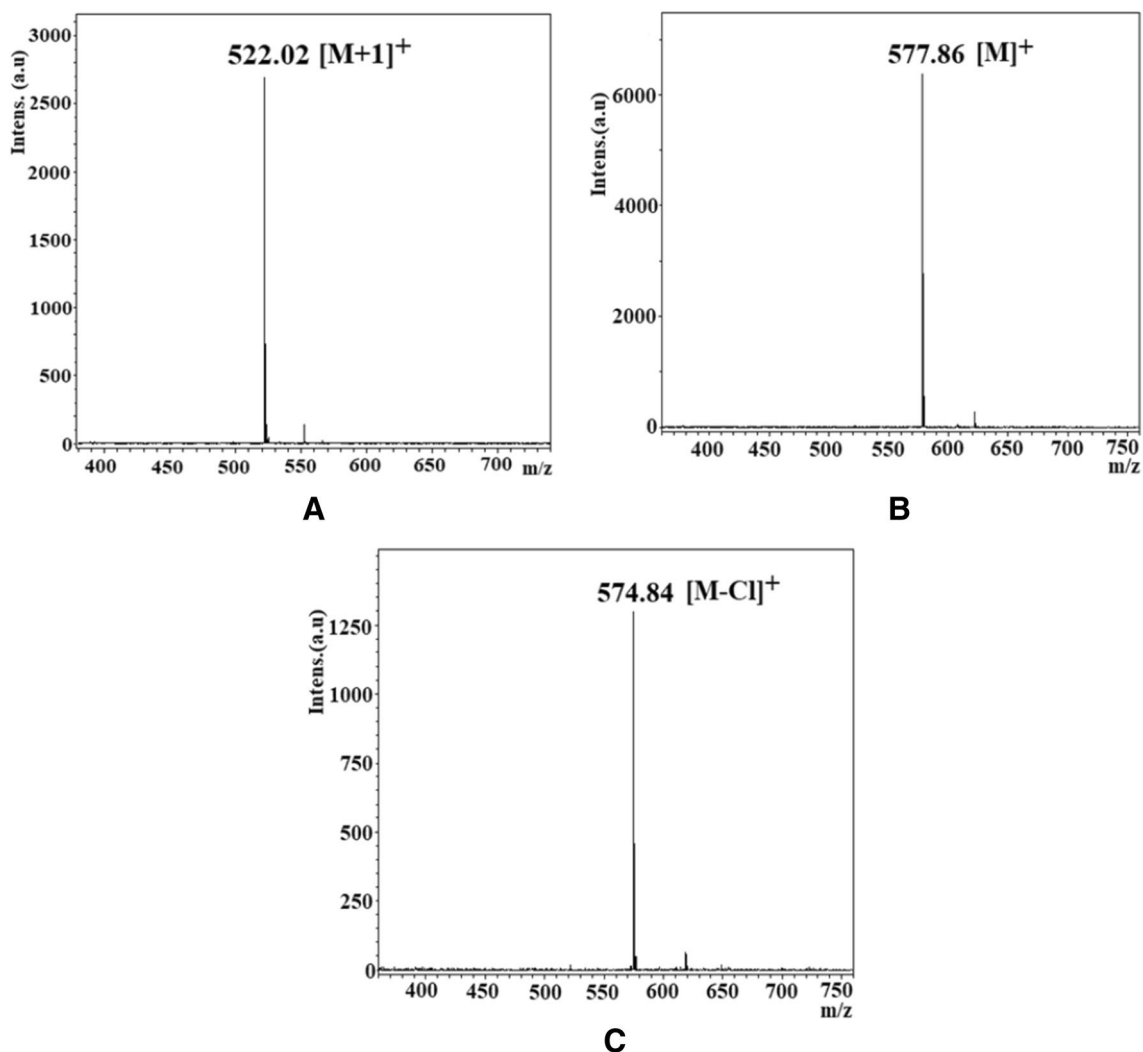 522.02 [M+1]+
Intens. (a.u)
3000
2500
2000
1500
1000
500
0
400 450 500 550 600 650 700 m/z
A
577.86 [M]+
Intens.(a.u)
6000
4000
2000
0
400 450 500 550 600 650 700 750
m/z
B
574.84 [M-Cl]+
Intens.(a.u)
1250
1000
750
500
250
0
400 450 500 550 600 650 700 750
m/z
C